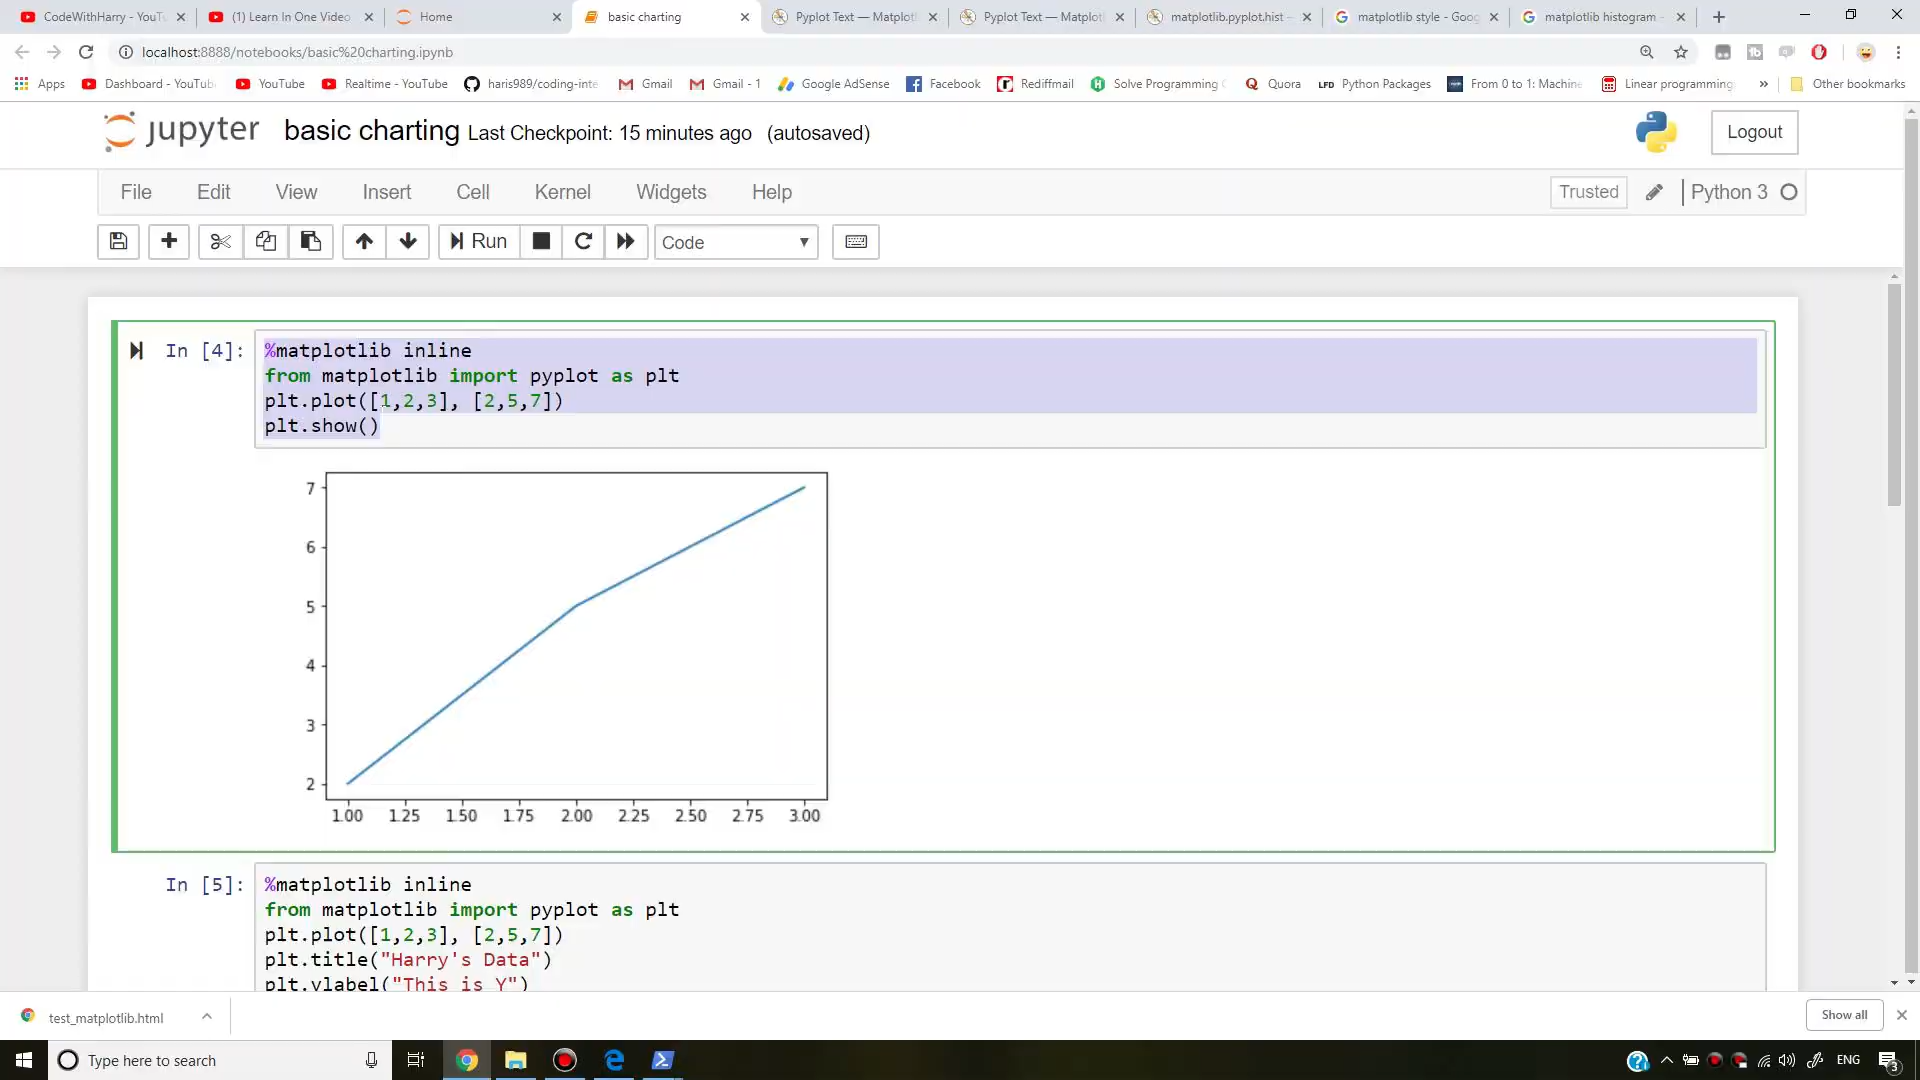 CodeWithHarry - YouT
(1) Learn In One Video
Home
basic charting
Pyplot Text — Matplotl
Pyplot Text — Matplotl
matplotlib.pyplot.hist —
matplotlib style - Goog
matplotlib histogram -
localhost:8888/notebooks/basic%20charting.ipynb
Apps
Dashboard - YouTub
YouTube
Realtime - YouTube
haris989/coding-inte
Gmail
Gmail - 1
Google AdSense
Facebook
Rediffmail
Solve Programming
Quora
LFD Python Packages
From 0 to 1: Machine
Linear programming
»
Other bookmarks
jupyter basic charting Last Checkpoint: 15 minutes ago (autosaved)
Logout
File Edit View Insert Cell Kernel Widgets Help
Trusted
Python 3
Run
Code
In [4]:
%matplotlib inline
from matplotlib import pyplot as plt
plt.plot([1,2,3], [2,5,7])
plt.show()
7
6
5
4
3
2
1.00 1.25 1.50 1.75 2.00 2.25 2.50 2.75 3.00
In [5]:
%matplotlib inline
from matplotlib import pyplot as plt
plt.plot([1,2,3], [2,5,7])
plt.title("Harry's Data")
plt.ylabel("This is Y")
test_matplotlib.html
Show all
Type here to search
ENG
3